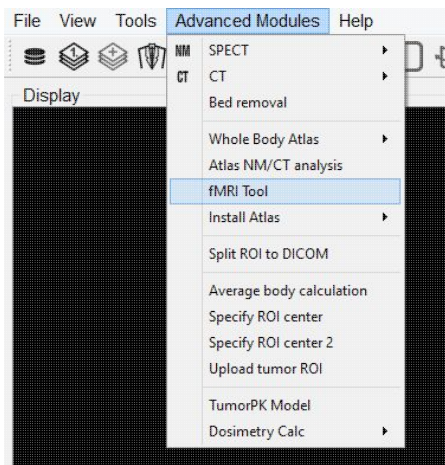 File View Tools Advanced Modules Help
NM SPECT
CT CT
Bed removal
Display
Whole Body Atlas
Atlas NM/CT analysis
fMRI Tool
Install Atlas
Split ROI to DICOM
Average body calculation
Specify ROI center
Specify ROI center 2
Upload tumor ROI
TumorPK Model
Dosimetry Calc